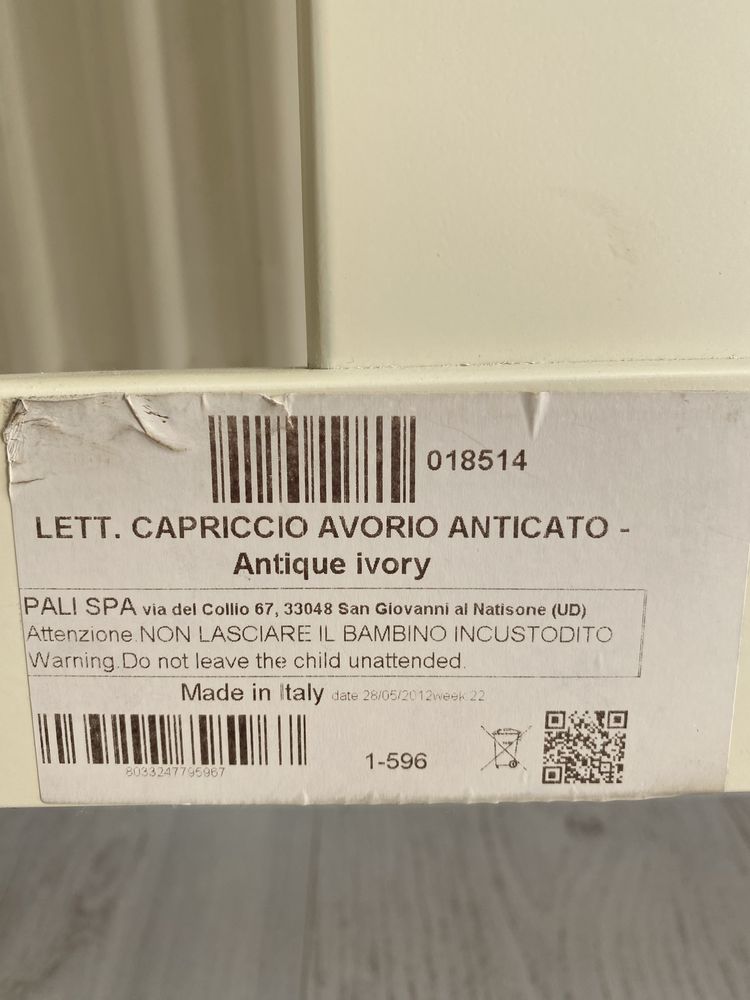 018514
LETT. CAPRICCIO AVORIO ANTICATO -
Antique ivory
PALI SPA via del Collio 67, 33048 San Giovanni al Natisone (UD)
Attenzione.NON LASCIARE IL BAMBINO INCUSTODITO
Warning.Do not leave the child unattended.
Made in Italy date 28/05/2012week 22
8033247795967
1-596